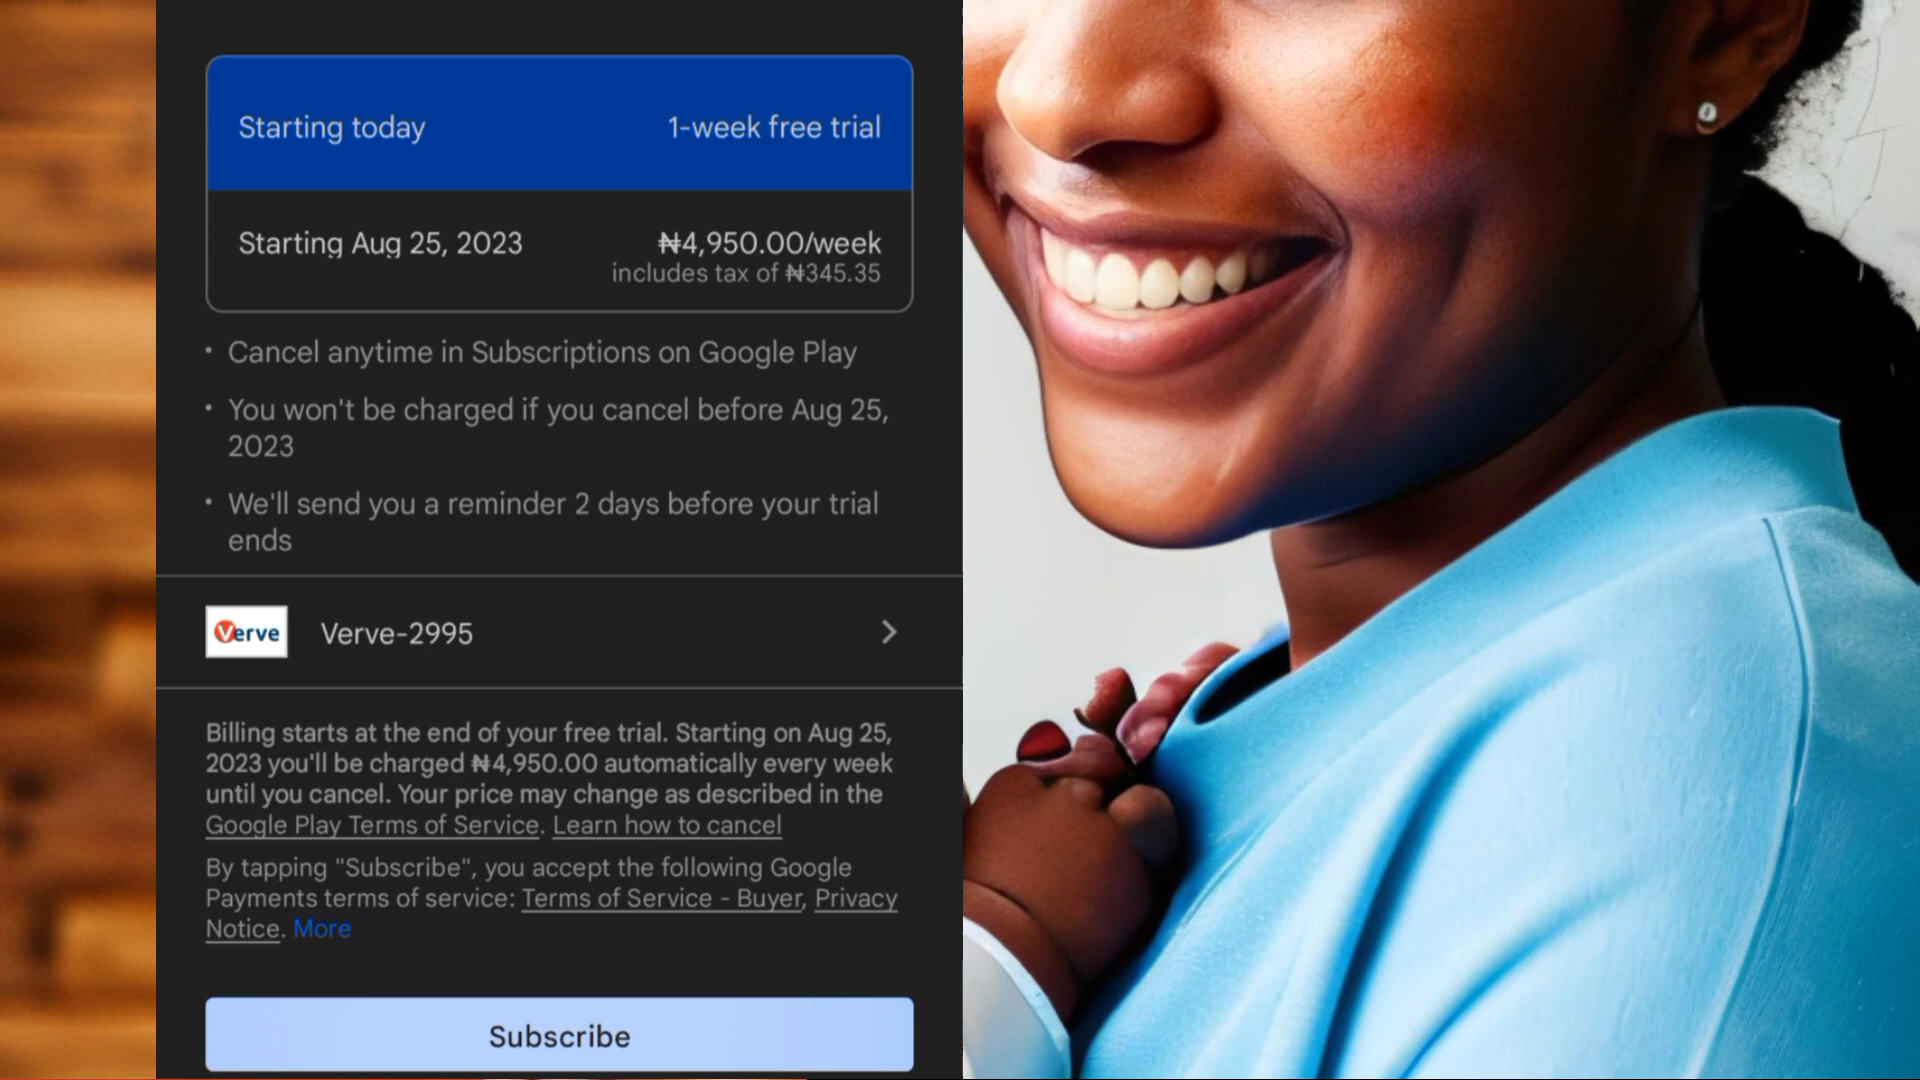 Starting today 1-week free trial
Starting Aug 25, 2023 ₦4,950.00/week
includes tax of ₦345.35
• Cancel anytime in Subscriptions on Google Play
• You won't be charged if you cancel before Aug 25,
2023
• We'll send you a reminder 2 days before your trial
ends
Verve Verve-2995
Billing starts at the end of your free trial. Starting on Aug 25,
2023 you'll be charged ₦4,950.00 automatically every week
until you cancel. Your price may change as described in the
Google Play Terms of Service. Learn how to cancel
By tapping "Subscribe", you accept the following Google
Payments terms of service: Terms of Service - Buyer, Privacy
Notice. More
Subscribe